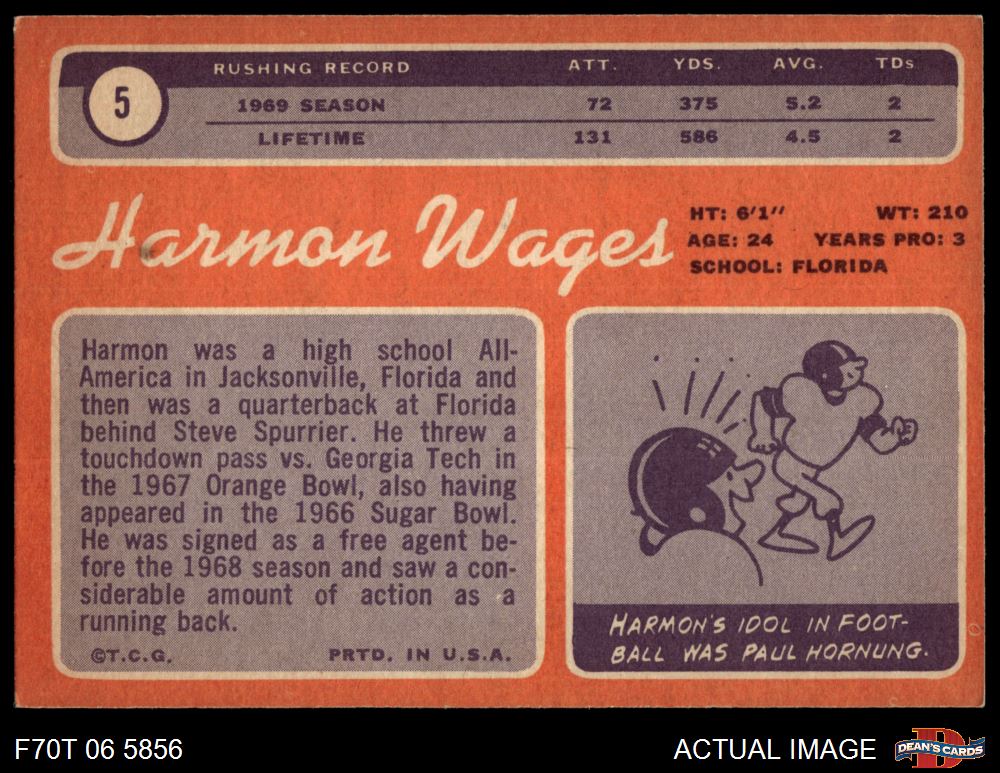 5
RUSHING RECORD ATT. YDS. AVG. TDs
1969 SEASON 72 375 5.2 2
LIFETIME 131 586 4.5 2
Harmon Wages
HT: 6'1" WT: 210
AGE: 24 YEARS PRO: 3
SCHOOL: FLORIDA
Harmon was a high school All-
America in Jacksonville, Florida and
then was a quarterback at Florida
behind Steve Spurrier. He threw a
touchdown pass vs. Georgia Tech in
the 1967 Orange Bowl, also having
appeared in the 1966 Sugar Bowl.
He was signed as a free agent be-
fore the 1968 season and saw a con-
siderable amount of action as a
running back.
©T.C.G. PRTD. IN U.S.A.
HARMON'S IDOL IN FOOT-
BALL WAS PAUL HORNUNG.
F70T 06 5856
ACTUAL IMAGE
D
DEAN'S CARDS